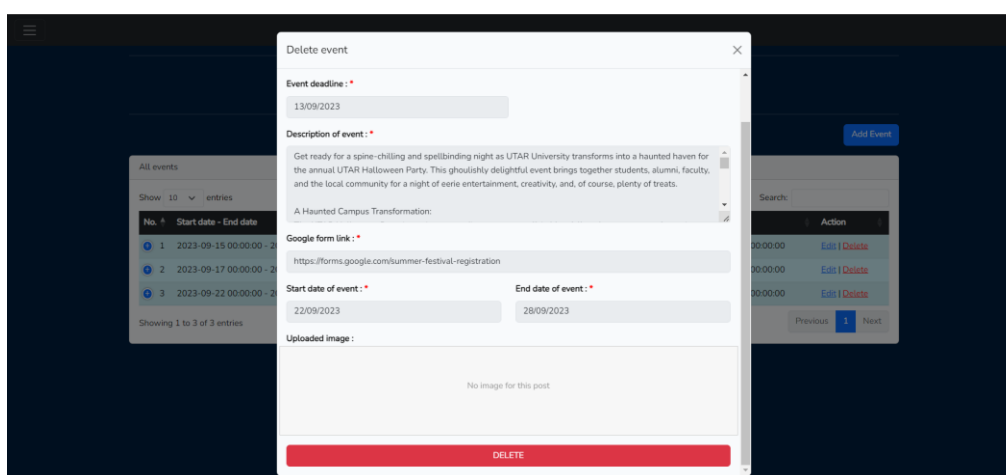 Delete event
Event deadline : *
13/09/2023
Description of event : *
Get ready for a spine-chilling and spellbinding night as UTAR University transforms into a haunted haven for
the annual UTAR Halloween Party. This ghoulishly delightful event brings together students, alumni, faculty,
and the local community for a night of eerie entertainment, creativity, and, of course, plenty of treats.
A Haunted Campus Transformation:
Google form link : *
https://forms.google.com/summer-festival-registration
Start date of event : * End date of event : *
22/09/2023 28/09/2023
Uploaded image :
No image for this post
DELETE
Add Event
All events
Show 10 entries Search:
No. Start date - End date Action
1 2023-09-15 00:00:00 - 2 00:00:00 Edit | Delete
2 2023-09-17 00:00:00 - 2 00:00:00 Edit | Delete
3 2023-09-22 00:00:00 - 2 00:00:00 Edit | Delete
Showing 1 to 3 of 3 entries Previous 1 Next